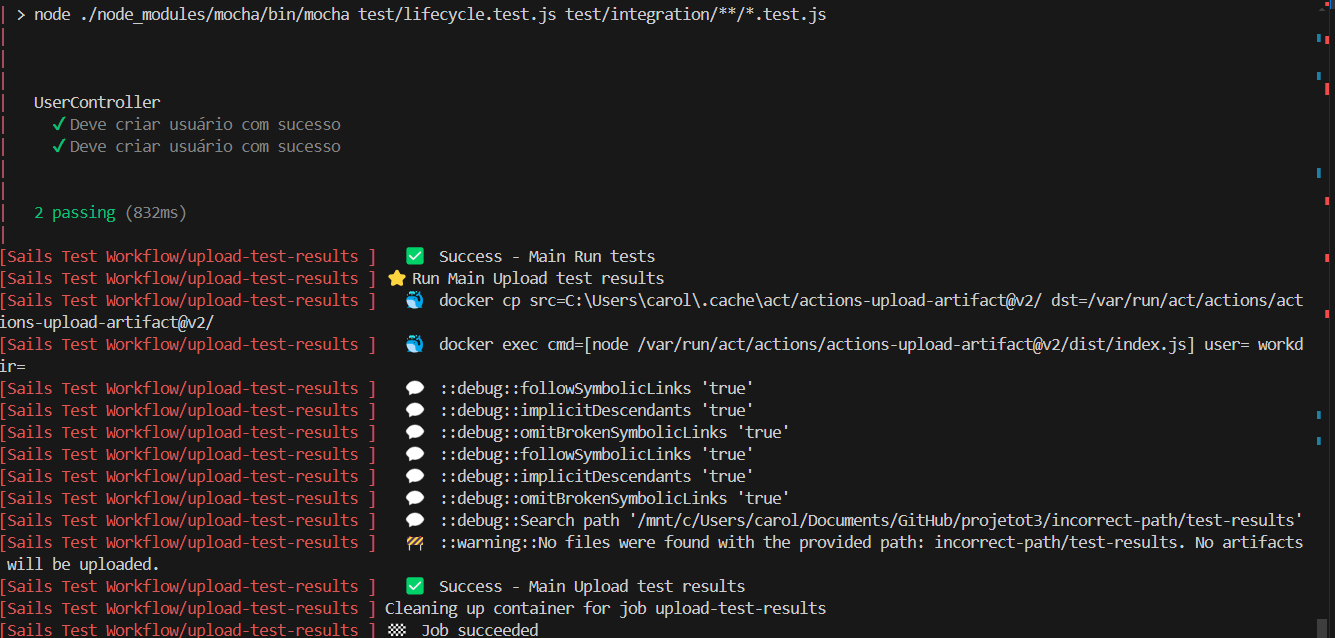 > node ./node_modules/mocha/bin/mocha test/lifecycle.test.js test/integration/**/*.test.js
UserController
✓ Deve criar usuário com sucesso
✓ Deve criar usuário com sucesso
2 passing (832ms)
[Sails Test Workflow/upload-test-results ] ✅ Success - Main Run tests
[Sails Test Workflow/upload-test-results ] ⭐ Run Main Upload test results
[Sails Test Workflow/upload-test-results ] 🐳 docker cp src=C:\Users\carol\.cache\act/actions-upload-artifact@v2/ dst=/var/run/act/actions/act
ions-upload-artifact@v2/
[Sails Test Workflow/upload-test-results ] 🐳 docker exec cmd=[node /var/run/act/actions/actions-upload-artifact@v2/dist/index.js] user= workd
ir=
[Sails Test Workflow/upload-test-results ] 💬 ::debug::followSymbolicLinks 'true'
[Sails Test Workflow/upload-test-results ] 💬 ::debug::implicitDescendants 'true'
[Sails Test Workflow/upload-test-results ] 💬 ::debug::omitBrokenSymbolicLinks 'true'
[Sails Test Workflow/upload-test-results ] 💬 ::debug::followSymbolicLinks 'true'
[Sails Test Workflow/upload-test-results ] 💬 ::debug::implicitDescendants 'true'
[Sails Test Workflow/upload-test-results ] 💬 ::debug::omitBrokenSymbolicLinks 'true'
[Sails Test Workflow/upload-test-results ] 💬 ::debug::Search path '/mnt/c/Users/carol/Documents/GitHub/projetot3/incorrect-path/test-results'
[Sails Test Workflow/upload-test-results ] 🚧 ::warning::No files were found with the provided path: incorrect-path/test-results. No artifacts
will be uploaded.
[Sails Test Workflow/upload-test-results ] ✅ Success - Main Upload test results
[Sails Test Workflow/upload-test-results ] Cleaning up container for job upload-test-results
[Sails Test Workflow/upload-test-results ] 🏁 Job succeeded